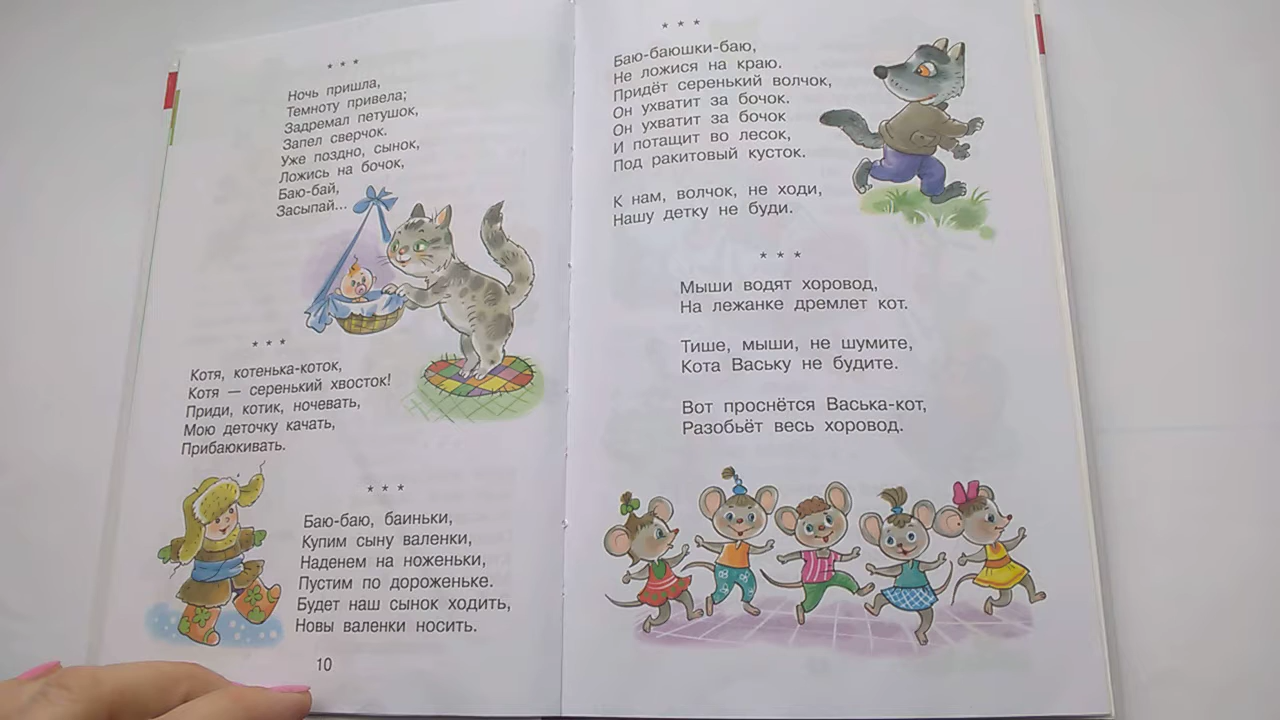 * * *
Ночь пришла,
Темноту привела;
Задремал петушок,
Запел сверчок.
Уже поздно, сынок,
Ложись на бочок,
Баю-бай,
Засыпай...
* * *
Котя, котенька-коток,
Котя — серенький хвосток!
Приди, котик, ночевать,
Мою деточку качать,
Прибаюкивать.
* * *
Баю-баю, баиньки,
Купим сыну валенки,
Наденем на ноженьки,
Пустим по дороженьке.
Будет наш сынок ходить,
Новы валенки носить.
10
* * *
Баю-баюшки-баю,
Не ложися на краю.
Придёт серенький волчок,
Он ухватит за бочок.
Он ухватит за бочок
И потащит во лесок,
Под ракитовый кусток.
К нам, волчок, не ходи,
Нашу детку не буди.
* * *
Мыши водят хоровод,
На лежанке дремлет кот.
Тише, мыши, не шумите,
Кота Ваську не будите.
Вот проснётся Васька-кот,
Разобьёт весь хоровод.